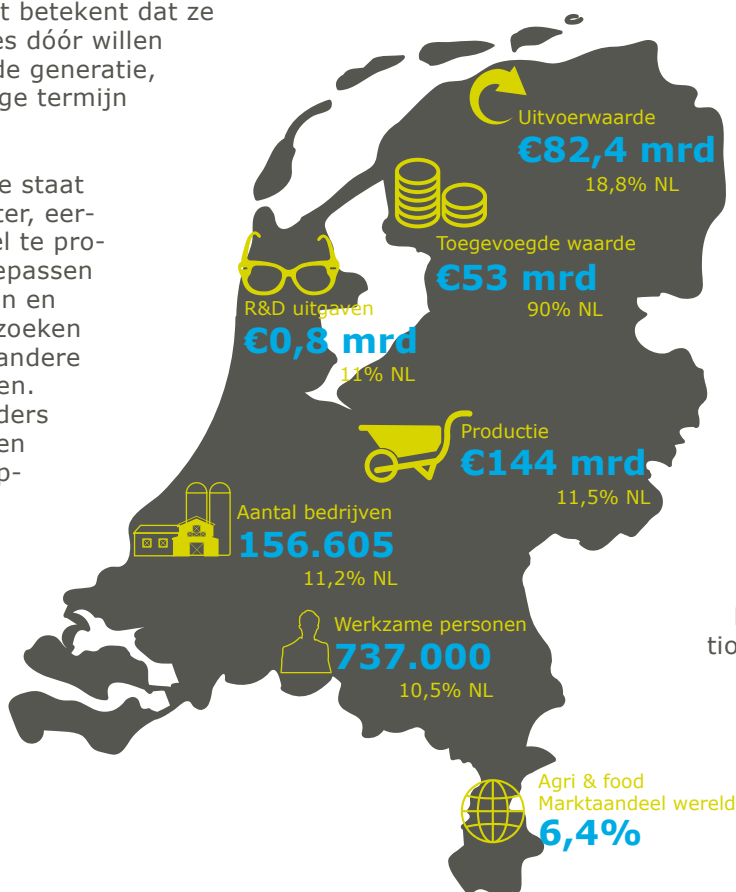 t betekent dat ze
es dóór willen
de generatie,
ge termijn
e staat
ter, eer-
el te pro-
epassen
n en
zoeken
andere
en.
ders
en
p-
Uitvoerwaarde
€82,4 mrd
18,8% NL
Toegevoegde waarde
€53 mrd
90% NL
R&D uitgaven
€0,8 mrd
11% NL
Productie
€144 mrd
11,5% NL
Aantal bedrijven
156.605
11,2% NL
Werkzame personen
737.000
10,5% NL
tio
Agri & food
Marktaandeel wereld
6,4%